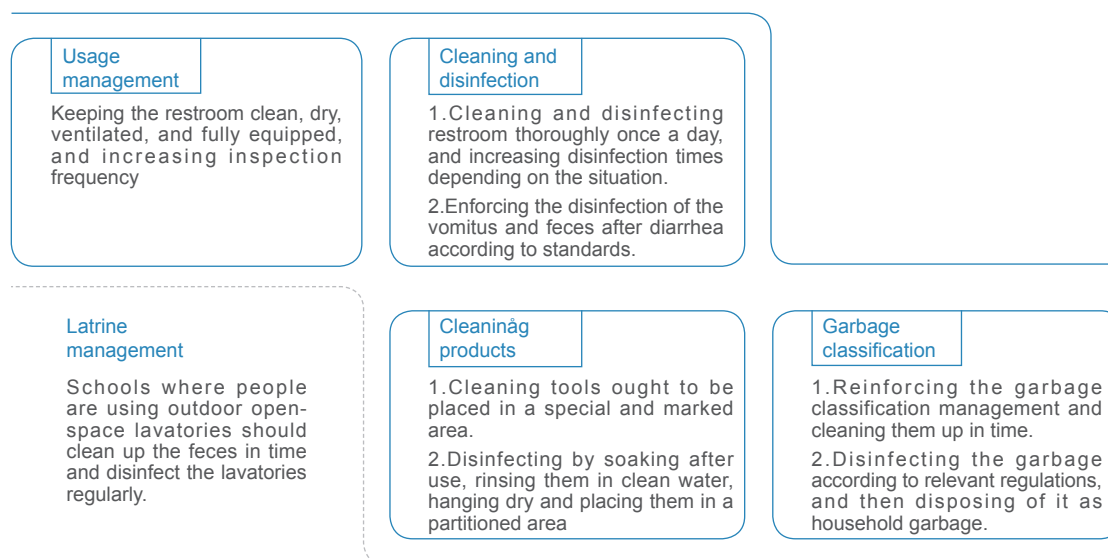 Usage
management
Keeping the restroom clean, dry,
ventilated, and fully equipped,
and increasing inspection
frequency
Cleaning and
disinfection
1.Cleaning and disinfecting
restroom thoroughly once a day,
and increasing disinfection times
depending on the situation.
2.Enforcing the disinfection of the
vomitus and feces after diarrhea
according to standards.
Latrine
management
Schools where people
are using outdoor open-
space lavatories should
clean up the feces in time
and disinfect the lavatories
regularly.
Cleaninåg
products
1.Cleaning tools ought to be
placed in a special and marked
area.
2.Disinfecting by soaking after
use, rinsing them in clean water,
hanging dry and placing them in a
partitioned area
Garbage
classification
1.Reinforcing the garbage
classification management and
cleaning them up in time.
2.Disinfecting the garbage
according to relevant regulations,
and then disposing of it as
household garbage.